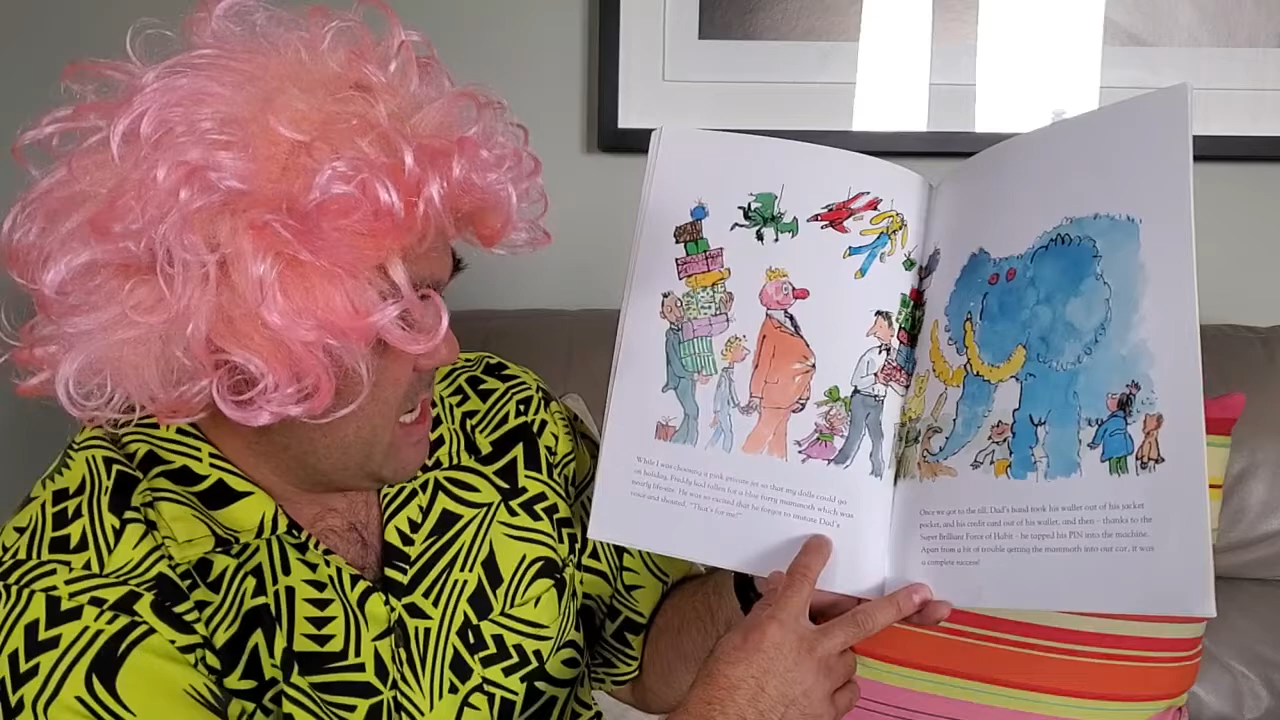 While I was choosing a pink private jet so that my dolls could go
on holiday, Freddy had fallen for a blue furry mammoth which was
nearly lifesize. He was so excited that he forgot to imitate Dad's
voice and shouted, "That's for me!"
Once we got to the till, Dad's hand took his wallet out of his jacket
pocket, and his credit card out of his wallet, and then – thanks to the
Super Brilliant Force of Habit – he tapped his PIN into the machine.
Apart from a bit of trouble getting the mammoth into our car, it was
a complete success!